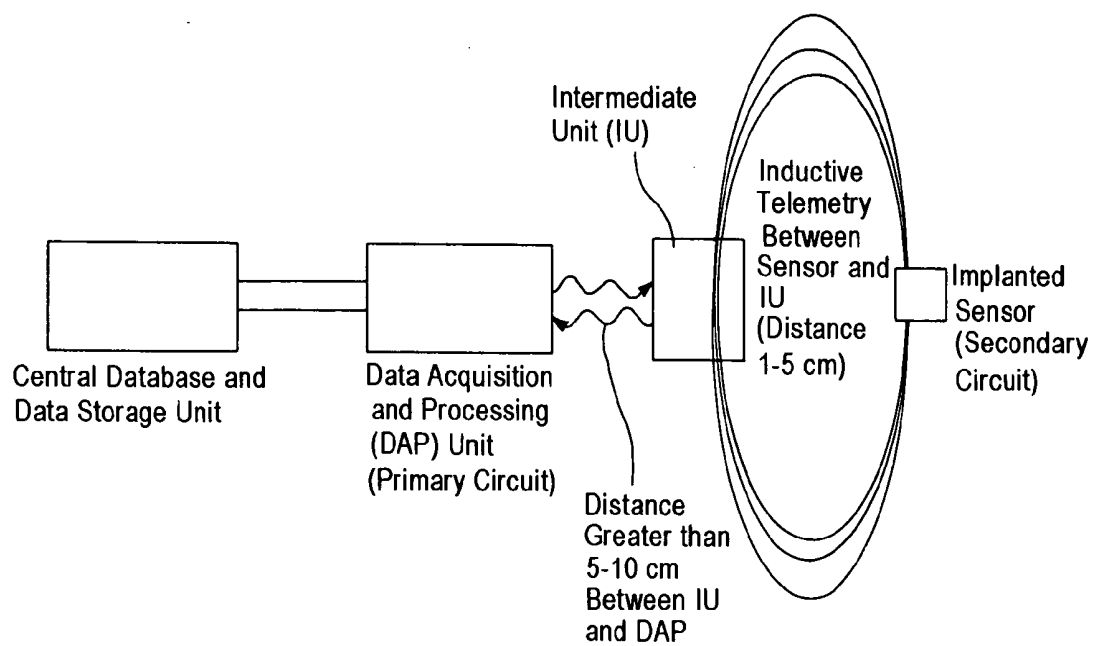 Central Database and
Data Storage Unit
Data Acquisition
and Processing
(DAP) Unit
(Primary Circuit)
Intermediate
Unit (IU)
Distance
Greater than
5-10 cm
Between IU
and DAP
Inductive
Telemetry
Between
Sensor and
IU
(Distance
1-5 cm)
Implanted
Sensor
(Secondary
Circuit)